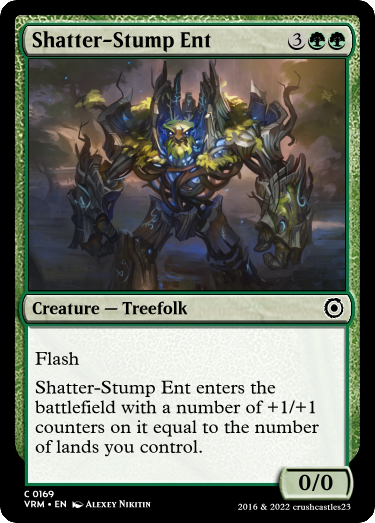 Shatter-Stump Ent 3
Creature — Treefolk
Flash
Shatter-Stump Ent enters the
battlefield with a number of +1/+1
counters on it equal to the number
of lands you control.
0/0
C 0169
VRM • EN Alexey Nikitin
2016 & 2022 crushcastles23